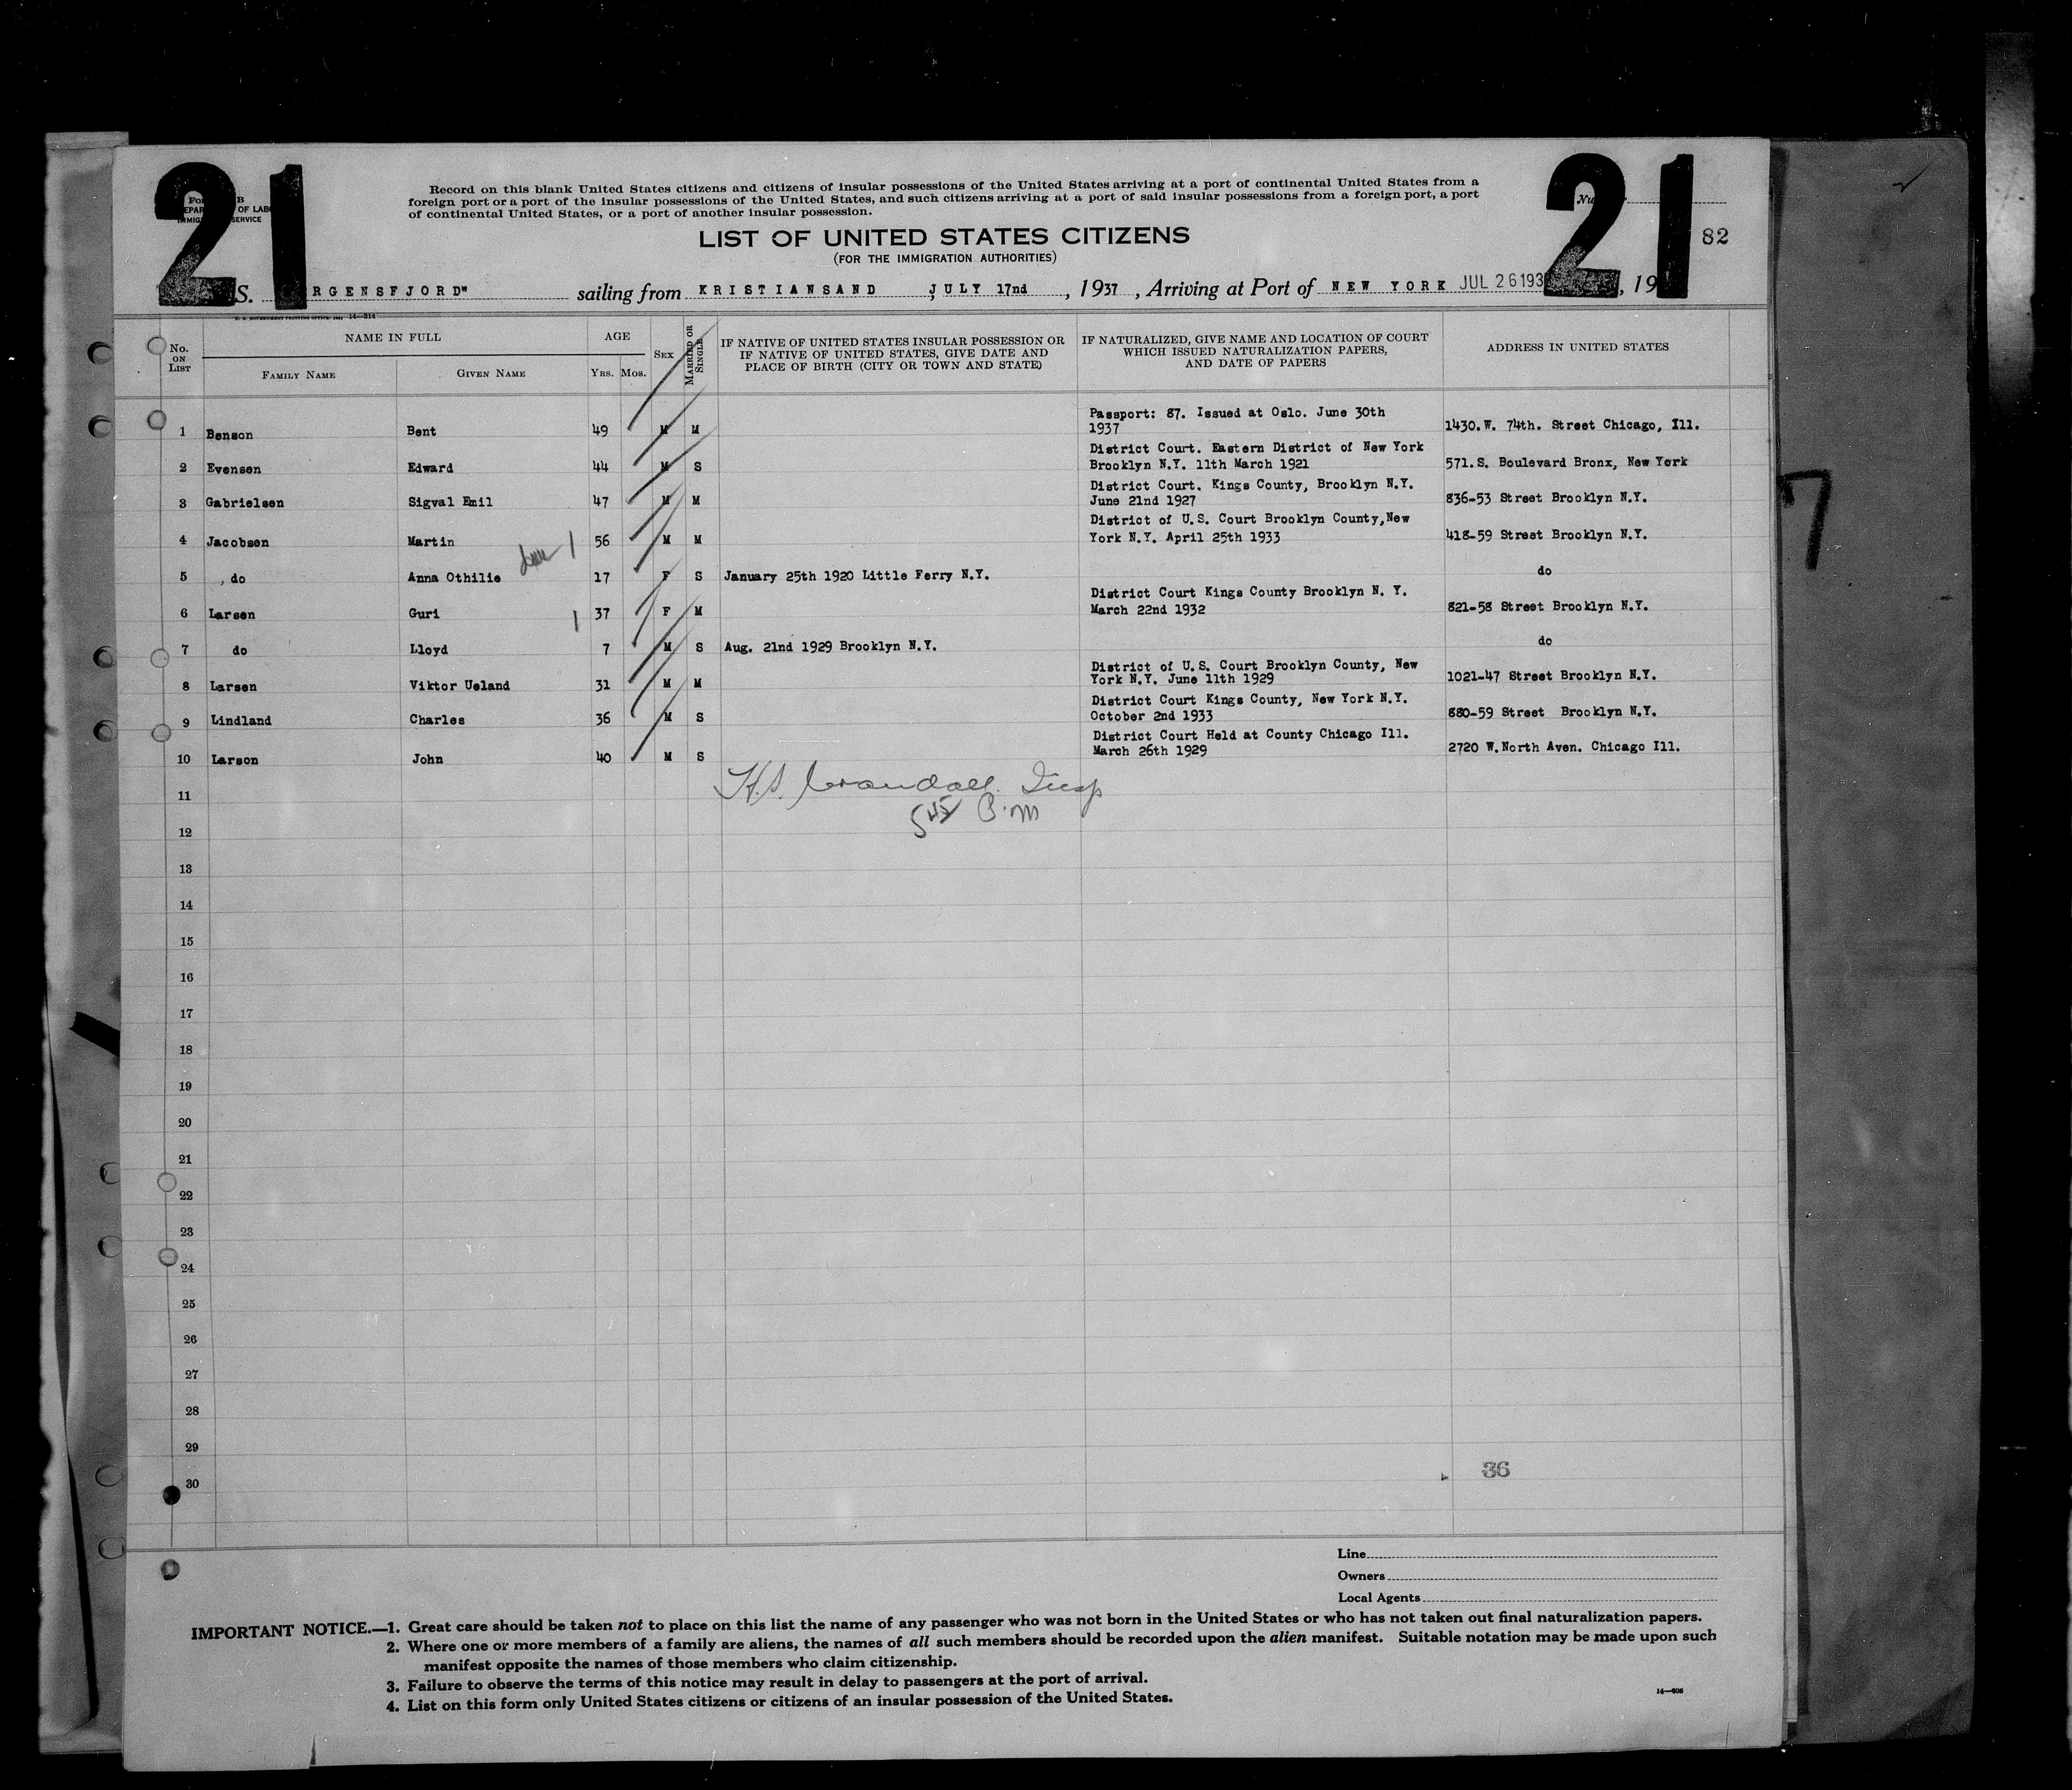 21
21
Record on this blank United States citizens and citizens of insular possessions of the United States arriving at a port of continental United States from a
foreign port or a port of the insular possessions of the United States, and such citizens arriving at a port of said insular possessions from a foreign port, a port
of continental United States, or a port of another insular possession.
LIST OF UNITED STATES CITIZENS
82
(FOR THE IMMIGRATION AUTHORITIES)
S. RGENSFJORD" sailing from KRISTIANSAND, JULY 17nd, 1937, Arriving at Port of NEW YORK JUL 26 193 , 19
No. ON LIST
NAME IN FULL
FAMILY NAME
GIVEN NAME
AGE
YRS. MOS.
SEX
MARRIED OR SINGLE
IF NATIVE OF UNITED STATES INSULAR POSSESSION OR
IF NATIVE OF UNITED STATES, GIVE DATE AND
PLACE OF BIRTH (CITY OR TOWN AND STATE)
IF NATURALIZED, GIVE NAME AND LOCATION OF COURT
WHICH ISSUED NATURALIZATION PAPERS,
AND DATE OF PAPERS
ADDRESS IN UNITED STATES
1 Benson Bent 49 M M Passport: 87. Issued at Oslo. June 30th 1937 1430.W. 74th. Street Chicago, Ill.
2 Evensen Edward 44 M S District Court. Eastern District of New York Brooklyn N.Y. 11th March 1921 571.S. Boulevard Bronx, New York
3 Gabrielsen Sigval Emil 47 M M District Court. Kings County, Brooklyn N.Y. June 21nd 1927 836-53 Street Brooklyn N.Y.
4 Jacobsen Martin 56 M M District of U.S. Court Brooklyn County,New York N.Y. April 25th 1933 418-59 Street Brooklyn N.Y.
5 , do Anna Othilie 17 F S January 25th 1920 Little Ferry N.Y. do
6 Larsen Guri 37 F M District Court Kings County Brooklyn N. Y. March 22nd 1932 821-58 Street Brooklyn N.Y.
7 do Lloyd 7 M S Aug. 21nd 1929 Brooklyn N.Y. do
8 Larsen Viktor Ueland 31 M M District of U.S. Court Brooklyn County, New York N.Y. June 11th 1929 1021-47 Street Brooklyn N.Y.
9 Lindland Charles 36 M S District Court Kings County, New York N.Y. October 2nd 1933 880-59 Street Brooklyn N.Y.
10 Larson John 40 M S District Court Held at County Chicago Ill. March 26th 1929 2720 W.North Aven. Chicago Ill.
H.S. Crandall. Insp
5 45 P.M
11
12
13
14
15
16
17
18
19
20
21
22
23
24
25
26
27
28
29
30
36
7
Line
Owners
Local Agents
IMPORTANT NOTICE.—1. Great care should be taken not to place on this list the name of any passenger who was not born in the United States or who has not taken out final naturalization papers.
2. Where one or more members of a family are aliens, the names of all such members should be recorded upon the alien manifest. Suitable notation may be made upon such
manifest opposite the names of those members who claim citizenship.
3. Failure to observe the terms of this notice may result in delay to passengers at the port of arrival.
4. List on this form only United States citizens or citizens of an insular possession of the United States.